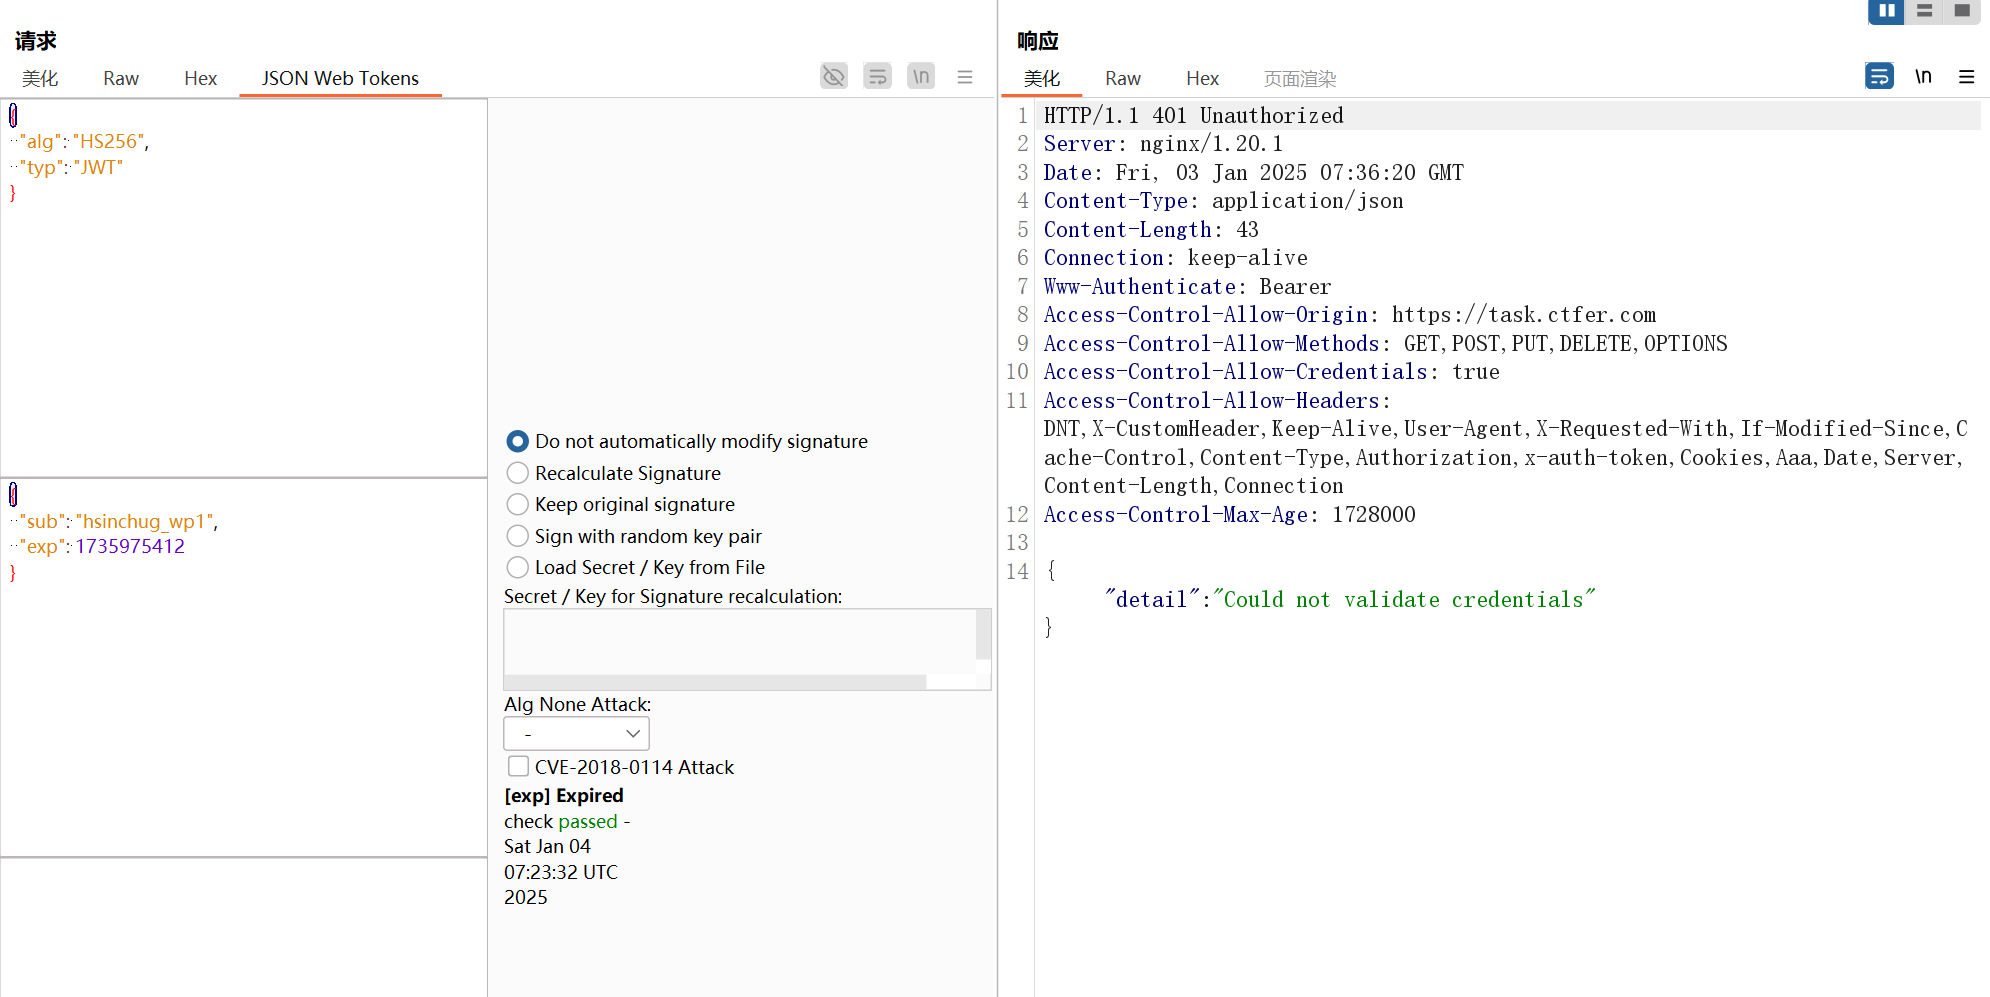 请求
美化 Raw Hex JSON Web Tokens \n
{
"alg": "HS256",
"typ": "JWT"
}
{
"sub": "hsinchug_wp1",
"exp": 1735975412
}
Do not automatically modify signature
Recalculate Signature
Keep original signature
Sign with random key pair
Load Secret / Key from File
Secret / Key for Signature recalculation:
Alg None Attack:
-
CVE-2018-0114 Attack
[exp] Expired
check passed -
Sat Jan 04
07:23:32 UTC
2025
响应
美化 Raw Hex 页面渲染 \n
1 HTTP/1.1 401 Unauthorized
2 Server: nginx/1.20.1
3 Date: Fri, 03 Jan 2025 07:36:20 GMT
4 Content-Type: application/json
5 Content-Length: 43
6 Connection: keep-alive
7 Www-Authenticate: Bearer
8 Access-Control-Allow-Origin: https://task.ctfer.com
9 Access-Control-Allow-Methods: GET,POST,PUT,DELETE,OPTIONS
10 Access-Control-Allow-Credentials: true
11 Access-Control-Allow-Headers:
DNT,X-CustomHeader,Keep-Alive,User-Agent,X-Requested-With,If-Modified-Since,C
ache-Control,Content-Type,Authorization,x-auth-token,Cookies,Aaa,Date,Server,
Content-Length,Connection
12 Access-Control-Max-Age: 1728000
13
14 {
"detail":"Could not validate credentials"
}